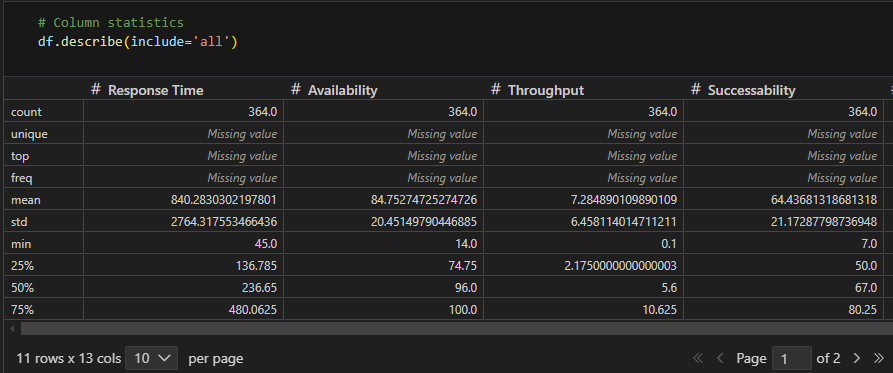 # Column statistics
df.describe(include='all')
# Response Time # Availability # Throughput # Successability
count 364.0 364.0 364.0 364.0
unique Missing value Missing value Missing value Missing value
top Missing value Missing value Missing value Missing value
freq Missing value Missing value Missing value Missing value
mean 840.2830302197801 84.75274725274726 7.284890109890109 64.43681318681318
std 2764.317553466436 20.45149790446885 6.458114014711211 21.17287798736948
min 45.0 14.0 0.1 7.0
25% 136.785 74.75 2.1750000000000003 50.0
50% 236.65 96.0 5.6 67.0
75% 480.0625 100.0 10.625 80.25
11 rows x 13 cols 10 per page Page 1 of 2